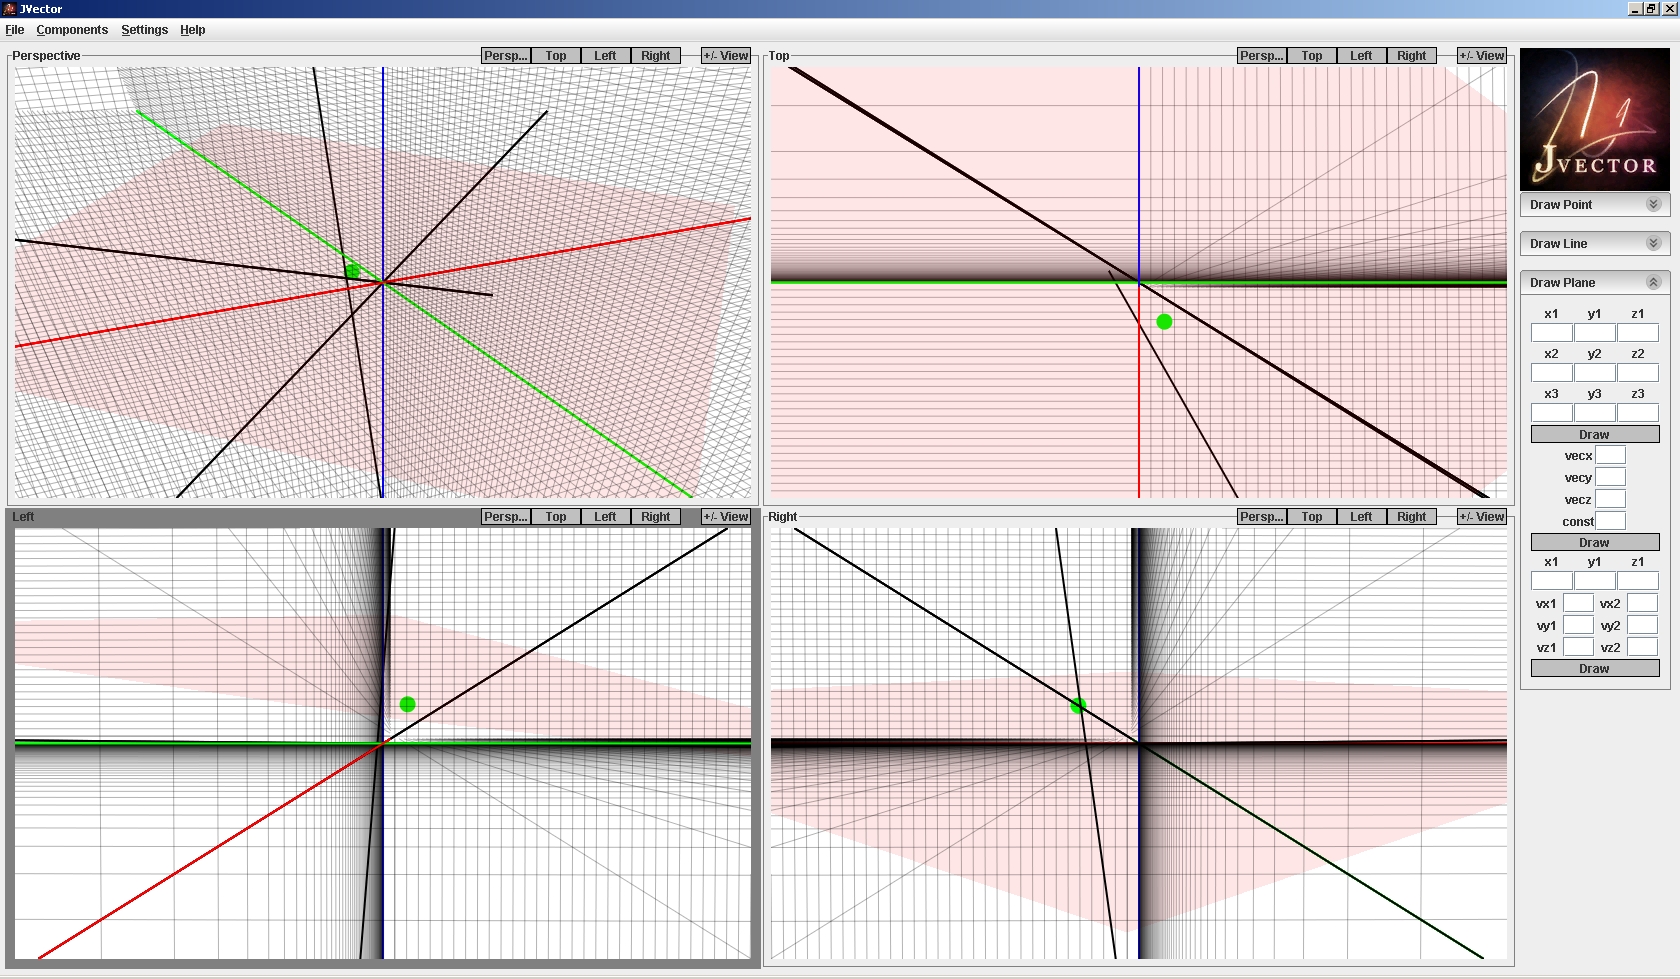 JVector
File Components Settings Help
Perspective Persp... Top Left Right +/- View
Top Persp... Top Left Right +/- View
JVECTOR
Draw Point
Draw Line
Draw Plane
x1 y1 z1
x2 y2 z2
x3 y3 z3
Draw
vecx
vecy
vecz
const
Draw
x1 y1 z1
vx1 vx2
vy1 vy2
vz1 vz2
Draw
Left Persp... Top Left Right +/- View
Right Persp... Top Left Right +/- View